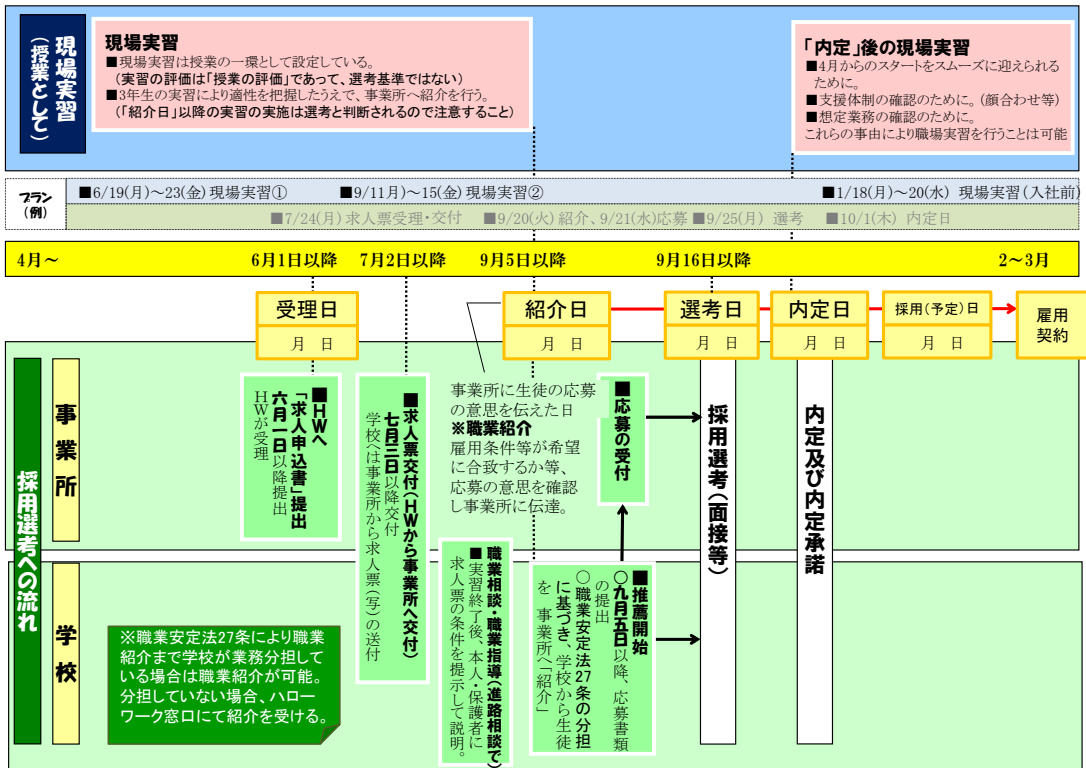 現場実習
(授業として)
現場実習
■現場実習は授業の一環として設定している。
(実習の評価は「授業の評価」であって、選考基準ではない)
■3年生の実習により適性を把握したうえで、事業所へ紹介を行う。
(「紹介日」以降の実習の実施は選考と判断されるので注意すること)
「内定」後の現場実習
■4月からのスタートをスムーズに迎えられる
ために。
■支援体制の確認のために。(顔合わせ等)
■想定業務の確認のために。
これらの事由により職場実習を行うことは可能
プラン
(例)
■6/19(月)～23(金)現場実習①
■9/11月)～15(金)現場実習②
■1/18(月)～20(水) 現場実習(入社前)
■7/24(月)求人票受理・交付
■9/20(火)紹介、9/21(水)応募
■9/25(月) 選考
■10/1(木) 内定日
4月～
6月1日以降
7月2日以降
9月5日以降
9月16日以降
2～3月
受理日
月 日
紹介日
月 日
選考日
月 日
内定日
月 日
採用(予定)日
月 日
雇用
契約
採用選考への流れ
事業所
■HWへ
「求人申込書」提出
六月一日以降提出
HWが受理
■求人票交付(HWから事業所へ交付)
七月三日以降交付
学校へは事業所から求人票(写)の送付
事業所に生徒の応募
の意思を伝えた日
※職業紹介
雇用条件等が希望
に合致するか等、
応募の意思を確認
し事業所に伝達。
■応募の受付
採用選考(面接等)
内定及び内定承諾
学校
※職業安定法27条により職業
紹介まで学校が業務分担して
いる場合は職業紹介が可能。
分担していない場合、ハロー
ワーク窓口にて紹介を受ける。
職業相談・職業指導(進路相談で)
■実習終了後、本人・保護者に
求人票の条件を提示して説明。
■推薦開始
○九月五日以降、応募書類
の提出
○職業安定法27条の分担
に基づき、学校から生徒
を 事業所へ「紹介」